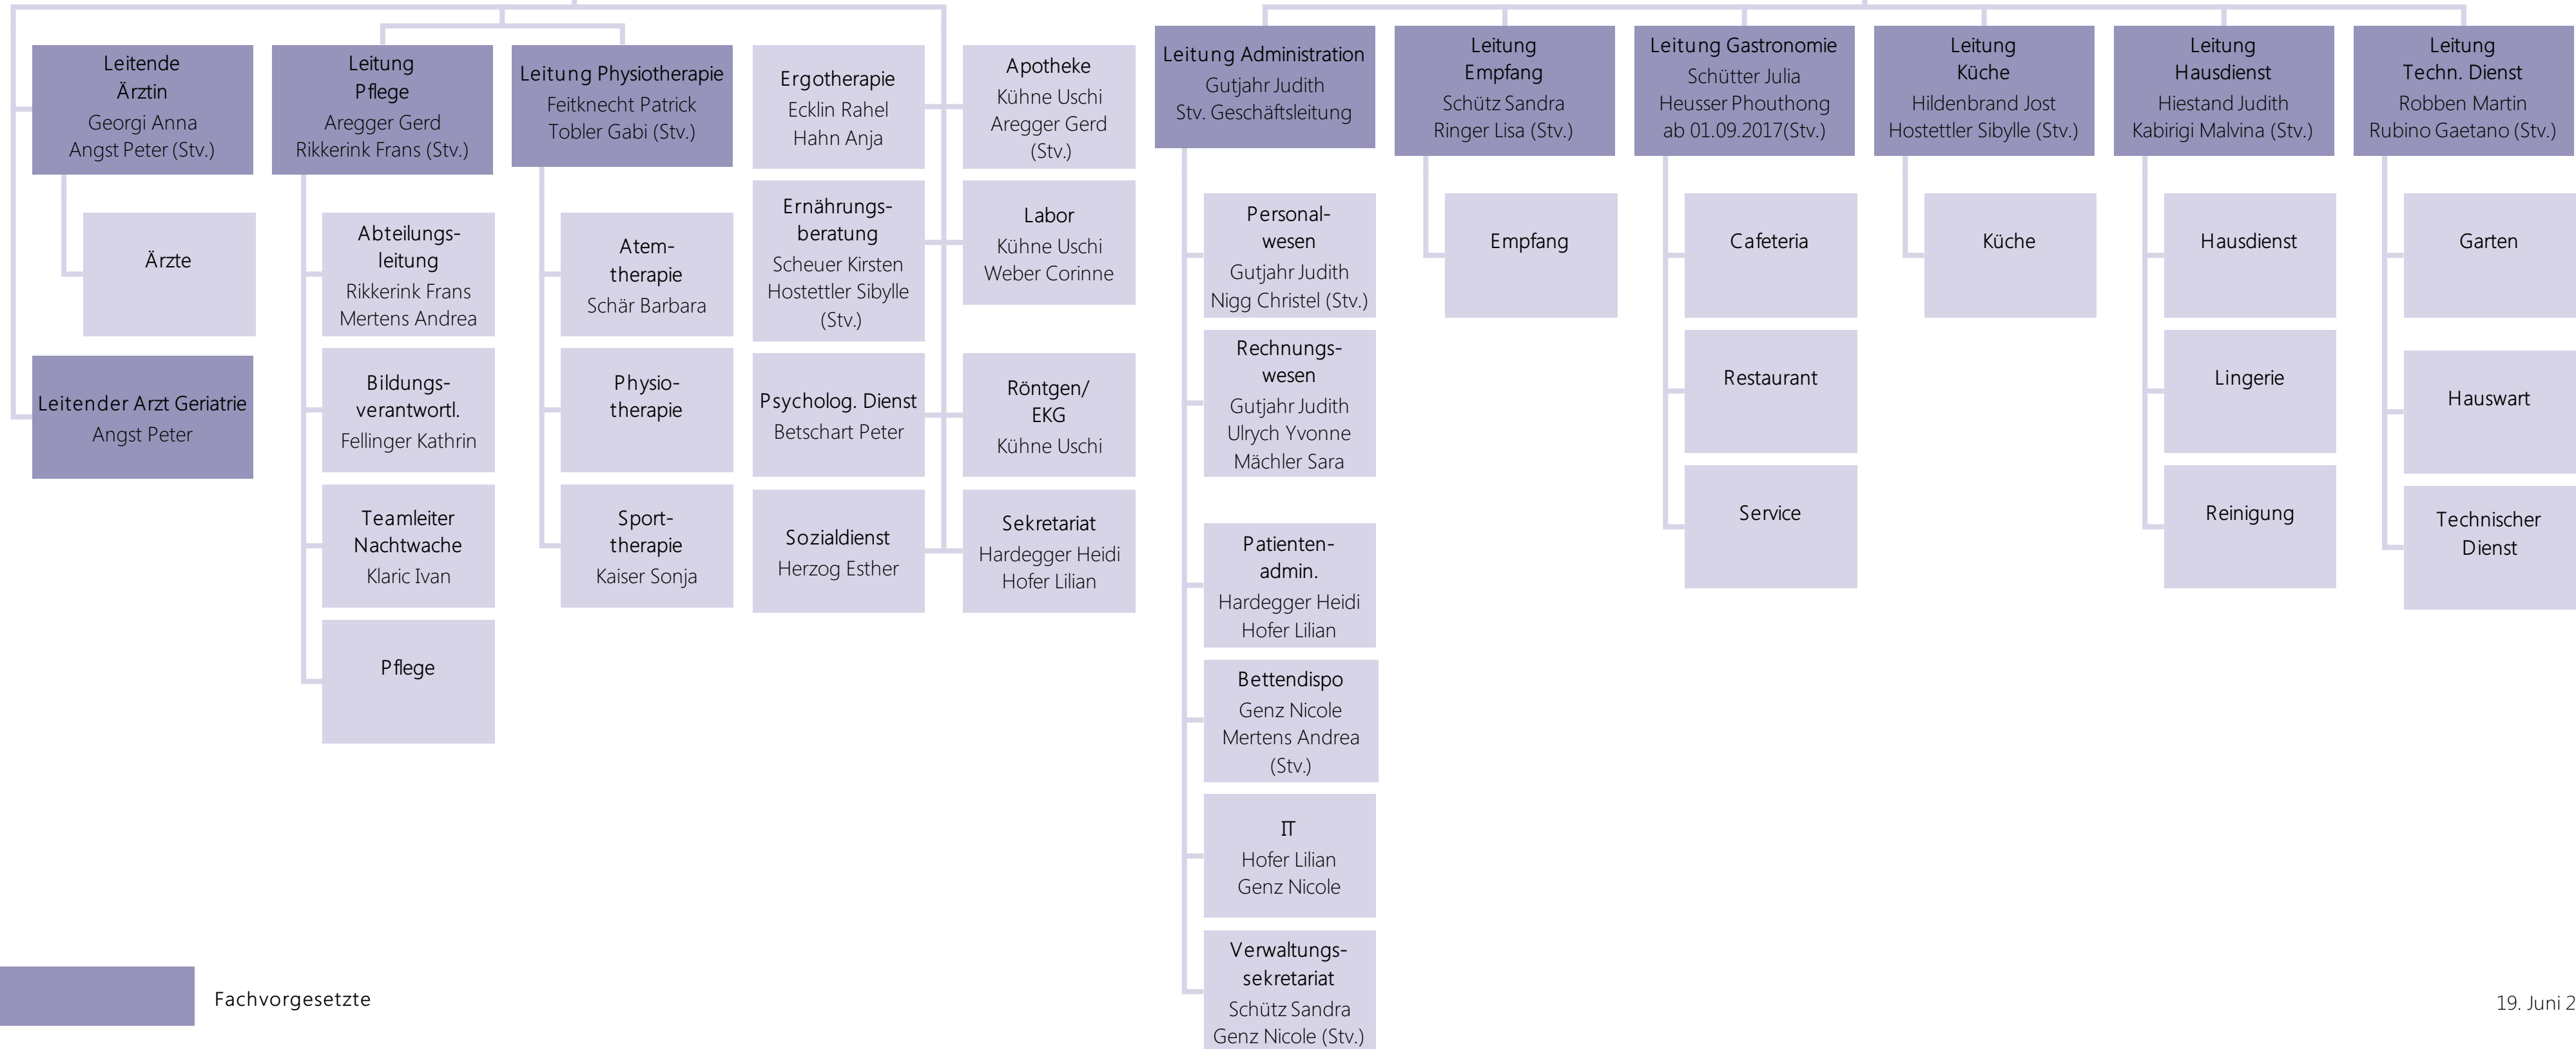 Leitende
Ärztin
Georgi Anna
Angst Peter (Stv.)
Ärzte
Leitender Arzt Geriatrie
Angst Peter
Leitung
Pflege
Aregger Gerd
Rikkerink Frans (Stv.)
Abteilungs-
leitung
Rikkerink Frans
Mertens Andrea
Bildungs-
verantwortl.
Fellinger Kathrin
Teamleiter
Nachtwache
Klaric Ivan
Pflege
Leitung Physiotherapie
Feitknecht Patrick
Tobler Gabi (Stv.)
Atem-
therapie
Schär Barbara
Physio-
therapie
Sport-
therapie
Kaiser Sonja
Ergotherapie
Ecklin Rahel
Hahn Anja
Ernährungs-
beratung
Scheuer Kirsten
Hostettler Sibylle
(Stv.)
Psycholog. Dienst
Betschart Peter
Sozialdienst
Herzog Esther
Apotheke
Kühne Uschi
Aregger Gerd
(Stv.)
Labor
Kühne Uschi
Weber Corinne
Röntgen/
EKG
Kühne Uschi
Sekretariat
Hardegger Heidi
Hofer Lilian
Leitung Administration
Gutjahr Judith
Stv. Geschäftsleitung
Personal-
wesen
Gutjahr Judith
Nigg Christel (Stv.)
Rechnungs-
wesen
Gutjahr Judith
Ulrych Yvonne
Mächler Sara
Patienten-
admin.
Hardegger Heidi
Hofer Lilian
Bettendispo
Genz Nicole
Mertens Andrea
(Stv.)
IT
Hofer Lilian
Genz Nicole
Verwaltungs-
sekretariat
Schütz Sandra
Genz Nicole (Stv.)
Leitung
Empfang
Schütz Sandra
Ringer Lisa (Stv.)
Empfang
Leitung Gastronomie
Schütter Julia
Heusser Phouthong
ab 01.09.2017(Stv.)
Cafeteria
Restaurant
Service
Leitung
Küche
Hildenbrand Jost
Hostettler Sibylle (Stv.)
Küche
Leitung
Hausdienst
Hiestand Judith
Kabirigi Malvina (Stv.)
Hausdienst
Lingerie
Reinigung
Leitung
Techn. Dienst
Robben Martin
Rubino Gaetano (Stv.)
Garten
Hauswart
Technischer
Dienst
Fachvorgesetzte
19. Juni 2